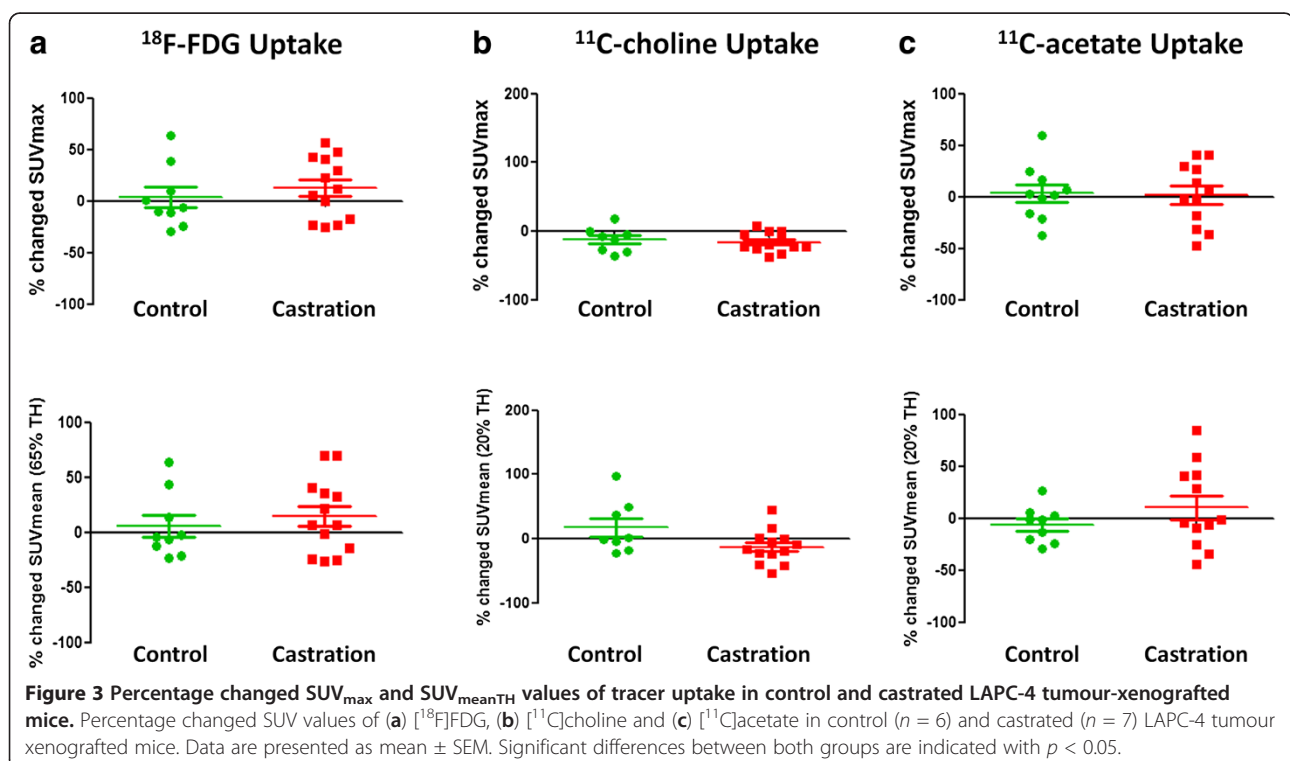 a ¹⁸F-FDG Uptake
% changed SUVmax
100
50
0
-50
-100
Control Castration
b ¹¹C-choline Uptake
% changed SUVmax
200
100
0
-100
Control Castration
c ¹¹C-acetate Uptake
% changed SUVmax
100
50
0
-50
-100
Control Castration
% changed SUVmean (65% TH)
100
50
0
-50
-100
Control Castration
% changed SUVmean (20% TH)
200
100
0
-100
Control Castration
% changed SUVmean (20% TH)
100
50
0
-50
-100
Control Castration
Figure 3 Percentage changed SUVmax and SUVmeanTH values of tracer uptake in control and castrated LAPC-4 tumour-xenografted
mice. Percentage changed SUV values of (a) [¹⁸F]FDG, (b) [¹¹C]choline and (c) [¹¹C]acetate in control (n = 6) and castrated (n = 7) LAPC-4 tumour
xenografted mice. Data are presented as mean ± SEM. Significant differences between both groups are indicated with p < 0.05.